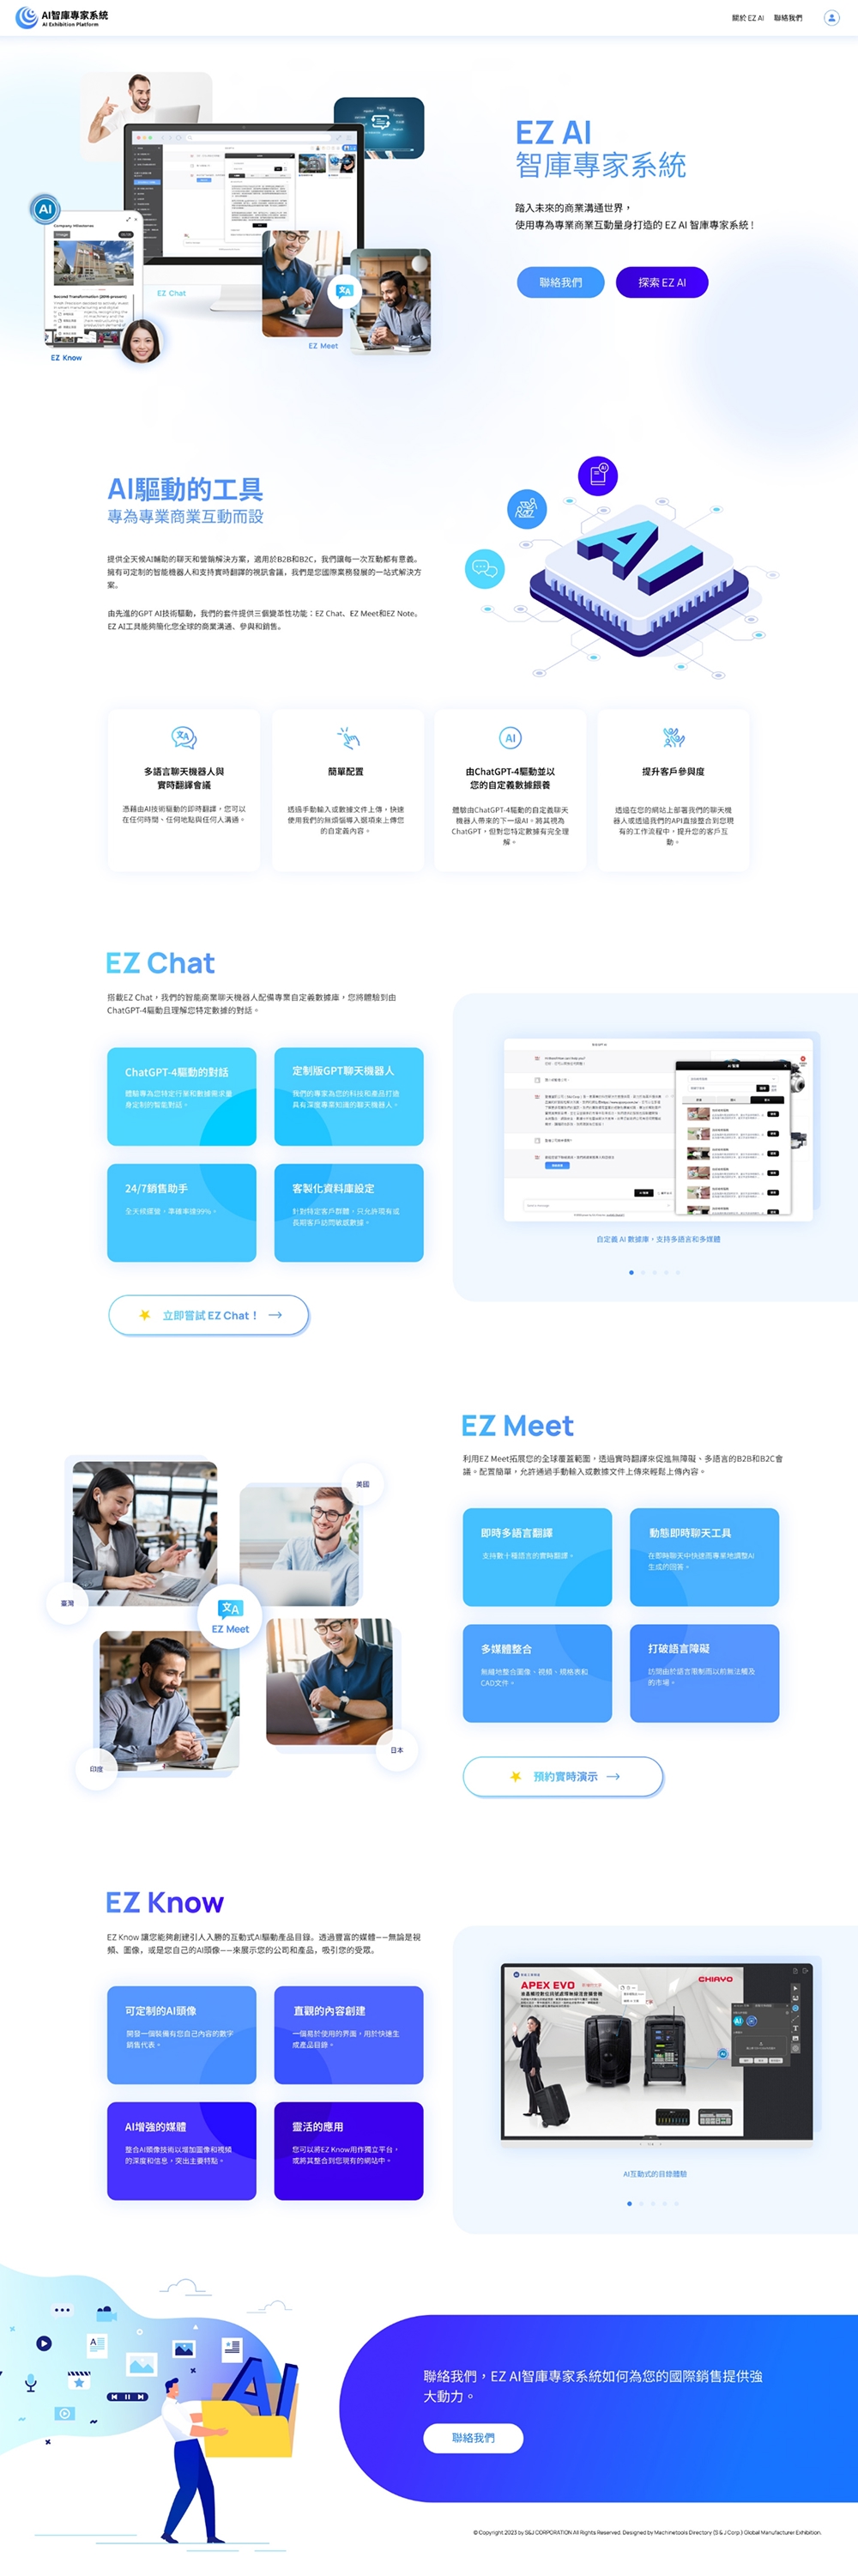 AI智庫專家系統
AI Exhibition Platform
關於 EZ AI
聯絡我們
AI
Company Milestones
Second Transformation (2016-present)
EZ Chat
EZ Know
EZ Meet
EZ AI
智庫專家系統
踏入未來的商業溝通世界，
使用專為專業商業互動量身打造的 EZ AI 智庫專家系統！
聯絡我們
探索 EZ AI
AI驅動的工具
專為專業商業互動而設
提供全天候AI輔助的聊天和營銷解決方案，適用於B2B和B2C，我們讓每一次互動都有意義。
擁有可定制的智能機器人和支持實時翻譯的視訊會議，我們是您國際業務發展的一站式解決方
案。
由先進的GPT AI技術驅動，我們的套件提供三個變革性功能：EZ Chat、EZ Meet和EZ Note。
EZ AI工具能夠簡化您全球的商業溝通、參與和銷售。
AI
多語言聊天機器人與
實時翻譯會議
憑藉由AI技術驅動的即時翻譯，您可以
在任何時間、任何地點與任何人溝通。
簡單配置
透過手動輸入或數據文件上傳，快速
使用我們的無煩惱導入選項來上傳您
的自定義內容。
AI
由ChatGPT-4驅動並以
您的自定義數據餵養
體驗由ChatGPT-4驅動的自定義聊天
機器人帶來的下一級AI。將其視為
ChatGPT，但對您特定數據有完全理
解。
提升客戶參與度
透過在您的網站上部署我們的聊天機
器人或透過我們的API直接整合到您現
有的工作流程中，提升您的客戶互
動。
EZ Chat
搭載EZ Chat，我們的智能商業聊天機器人配備專業自定義數據庫，您將體驗到由
ChatGPT-4驅動且理解您特定數據的對話。
ChatGPT-4驅動的對話
體驗專為您特定行業和數據需求量
身定制的智能對話。
定制版GPT聊天機器人
我們的專家為您的科技和產品打造
具有深度專業知識的聊天機器人。
24/7銷售助手
全天候運營，準確率達99%。
客製化資料庫設定
針對特定客戶群體，只允許現有或
長期客戶訪問敏感數據。
立即嘗試 EZ Chat！
自定義 AI 數據庫，支持多語言和多媒體
EZ Meet
利用EZ Meet拓展您的全球覆蓋範圍，透過實時翻譯來促進無障礙、多語言的B2B和B2C會
議。配置簡單，允許通過手動輸入或數據文件上傳來輕鬆上傳內容。
美國
臺灣
EZ Meet
印度
日本
即時多語言翻譯
支持數十種語言的實時翻譯。
動態即時聊天工具
在即時聊天中快速而專業地調整AI
生成的回答。
多媒體整合
無縫地整合圖像、視頻、規格表和
CAD文件。
打破語言障礙
訪問由於語言限制而以前無法觸及
的市場。
預約實時演示
EZ Know
EZ Know 讓您能夠創建引人入勝的互動式AI驅動產品目錄。透過豐富的媒體——無論是視
頻、圖像，或是您自己的AI頭像——來展示您的公司和產品，吸引您的受眾。
可定制的AI頭像
開發一個裝備有您自己內容的數字
銷售代表。
直觀的內容創建
一個易於使用的界面，用於快速生
成產品目錄。
AI增強的媒體
整合AI頭像技術以增加圖像和視頻
的深度和信息，突出主要特點。
靈活的應用
您可以將EZ Know用作獨立平台，
或將其整合到您現有的網站中。
APEX EVO
CHIAYO
AI互動式的目錄體驗
AI
聯絡我們，EZ AI智庫專家系統如何為您的國際銷售提供強
大動力。
聯絡我們
© Copyright 2023 by S&J CORPORATION All Rights Reserved. Designed by Machinetools Directory (S & J Corp.) Global Manufacturer Exhibition.